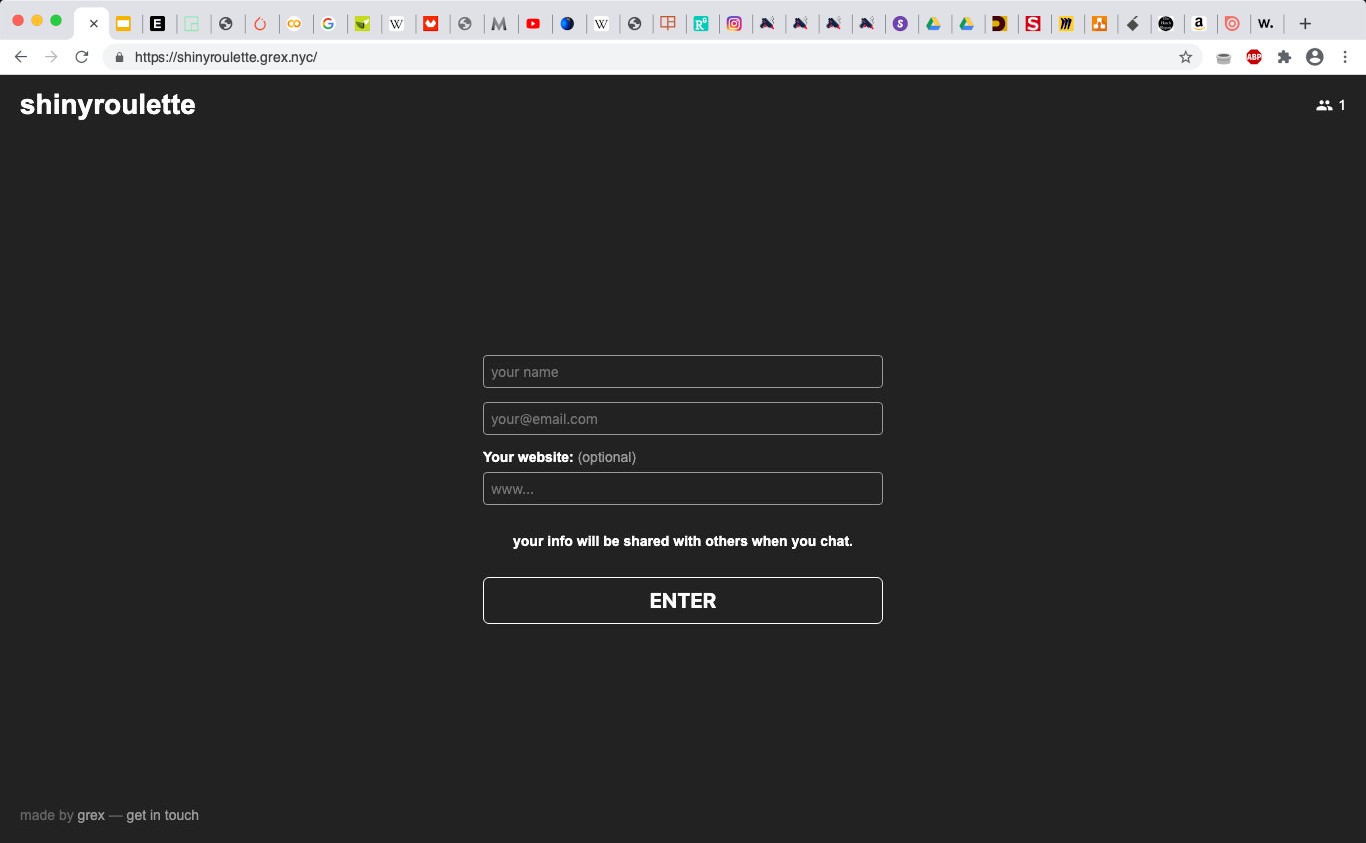 https://shinyroulette.grex.nyc/
ABP
shinyroulette
1
your name
your@email.com
Your website: (optional)
www...
your info will be shared with others when you chat.
ENTER
made by grex — get in touch